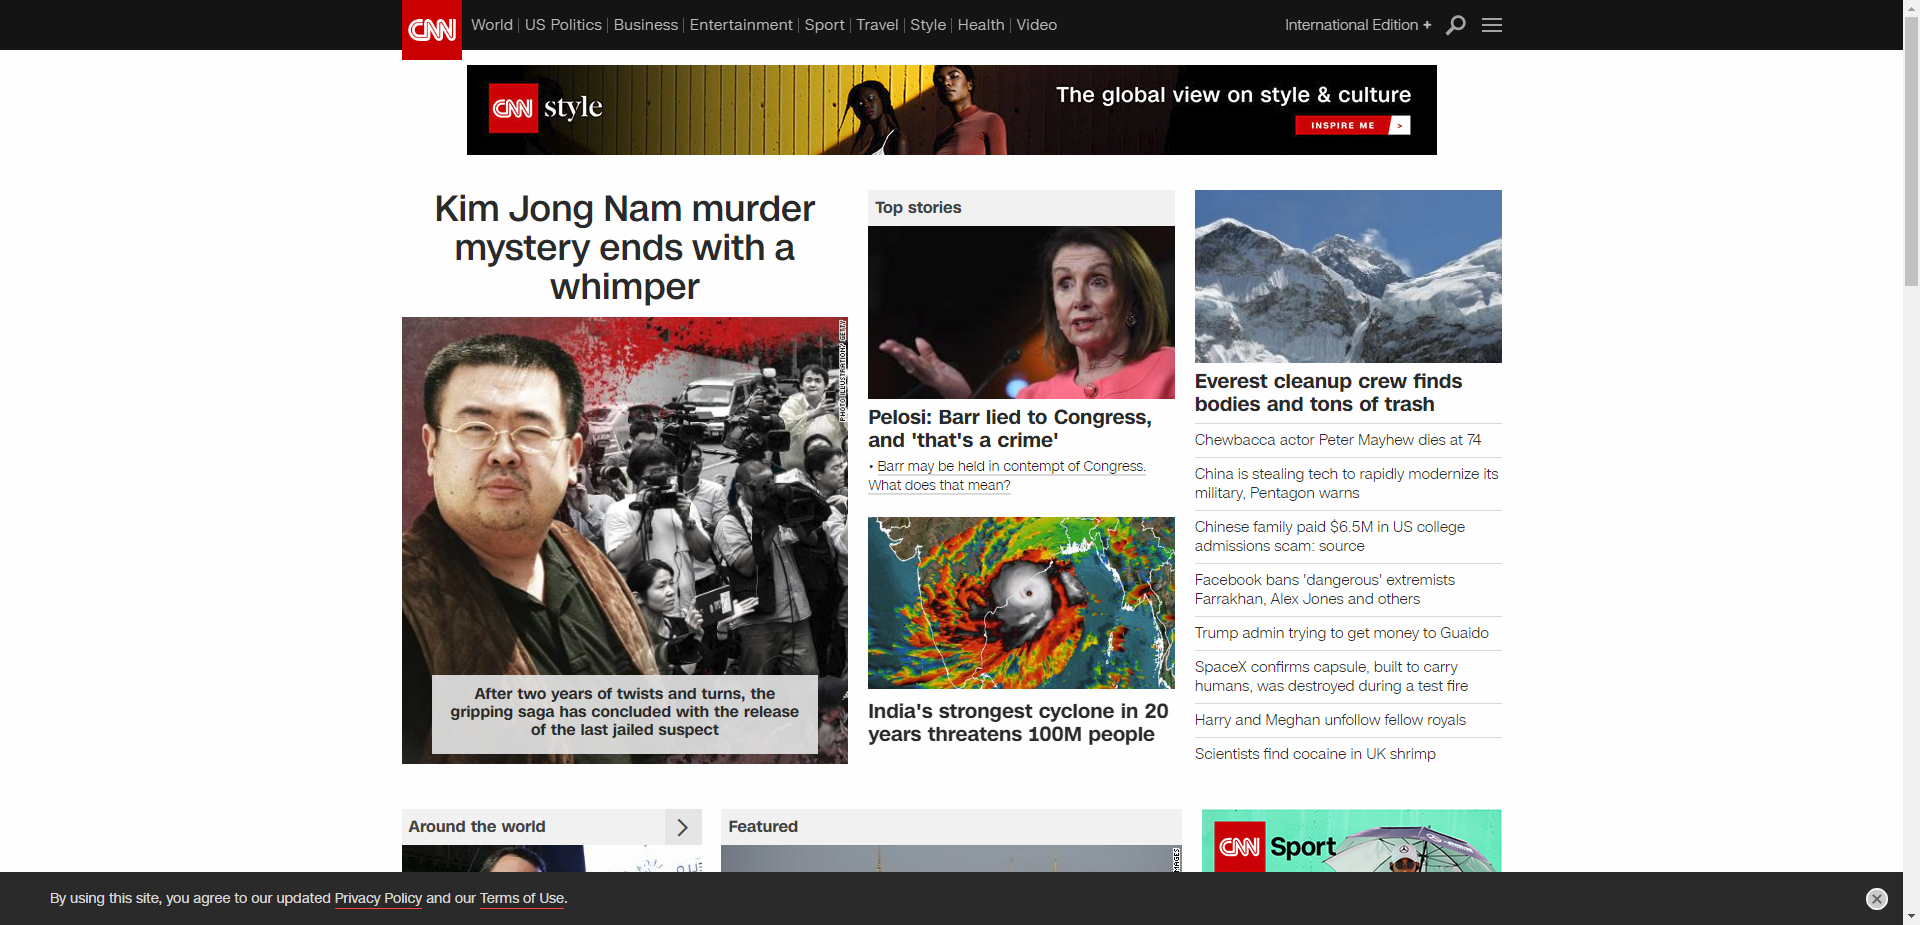 CNN
World
US Politics
Business
Entertainment
Sport
Travel
Style
Health
Video
International Edition +
CNN style
The global view on style & culture
INSPIRE ME >
Kim Jong Nam murder
mystery ends with a
whimper
PHOTO ILLUSTRATION/ GETTY
After two years of twists and turns, the
gripping saga has concluded with the release
of the last jailed suspect
Top stories
Pelosi: Barr lied to Congress,
and 'that's a crime'
• Barr may be held in contempt of Congress.
What does that mean?
India's strongest cyclone in 20
years threatens 100M people
Everest cleanup crew finds
bodies and tons of trash
Chewbacca actor Peter Mayhew dies at 74
China is stealing tech to rapidly modernize its
military, Pentagon warns
Chinese family paid $6.5M in US college
admissions scam: source
Facebook bans 'dangerous' extremists
Farrakhan, Alex Jones and others
Trump admin trying to get money to Guaido
SpaceX confirms capsule, built to carry
humans, was destroyed during a test fire
Harry and Meghan unfollow fellow royals
Scientists find cocaine in UK shrimp
Around the world
Featured
CNN Sport
By using this site, you agree to our updated Privacy Policy and our Terms of Use.